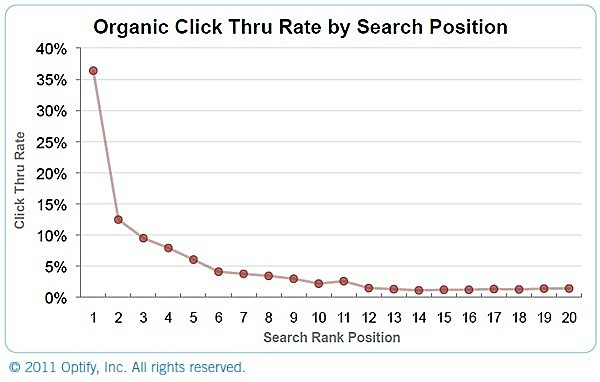 Organic Click Thru Rate by Search Position
40%
35%
30%
25%
20%
15%
10%
5%
0%
Click Thru Rate
1 2 3 4 5 6 7 8 9 10 11 12 13 14 15 16 17 18 19 20
Search Rank Position
© 2011 Optify, Inc. All rights reserved.